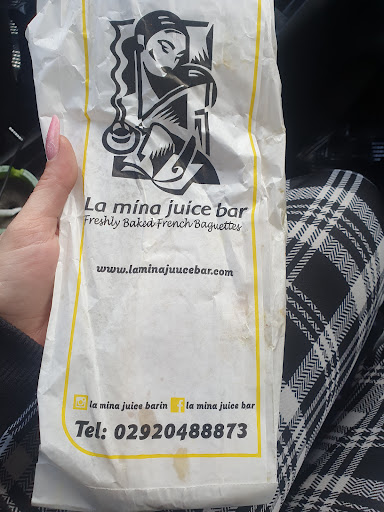 La mina juice bar
Freshly Baked French Baguettes
www.laminajuucebar.com
la mina juice barin la mina juice bar
Tel: 02920488873